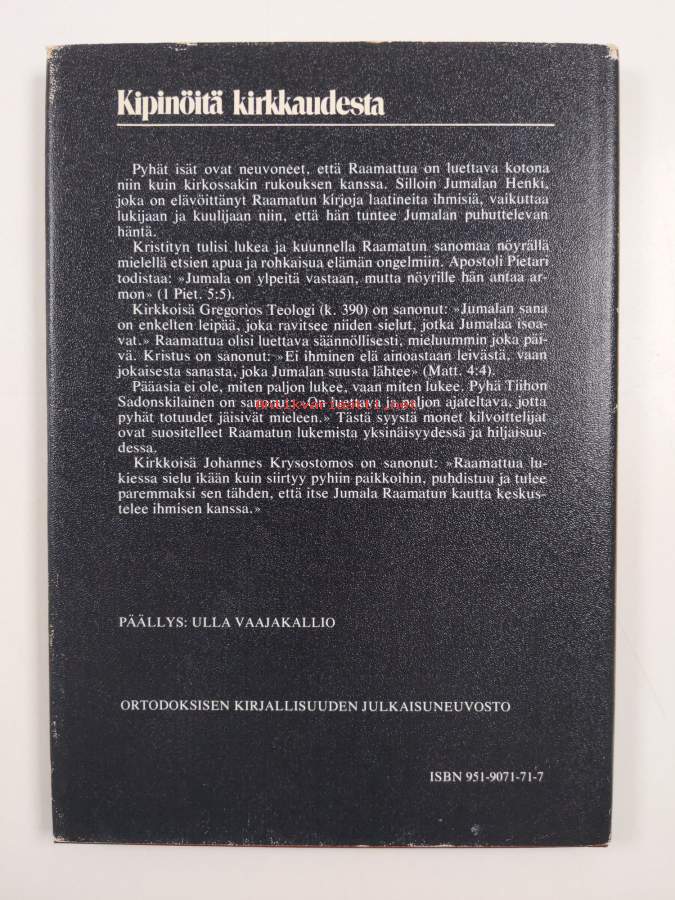 Kipinöitä kirkkaudesta
Pyhät isät ovat neuvoneet, että Raamattua on luettava kotona
niin kuin kirkossakin rukouksen kanssa. Silloin Jumalan Henki,
joka on elävöittänyt Raamatun kirjoja laatineita ihmisiä, vaikuttaa
lukijaan ja kuulijaan niin, että hän tuntee Jumalan puhuttelevan
häntä.
Kristityn tulisi lukea ja kuunnella Raamatun sanomaa nöyrällä
mielellä etsien apua ja rohkaisua elämän ongelmiin. Apostoli Pietari
todistaa: »Jumala on ylpeitä vastaan, mutta nöyrille hän antaa ar-
mon» (1 Piet. 5:5).
Kirkkoisä Gregorios Teologi (k. 390) on sanonut: »Jumalan sana
on enkelten leipää, joka ravitsee niiden sielut, jotka Jumalaa isoa-
vat.» Raamattua olisi luettava säännöllisesti, mieluummin joka päi-
vä. Kristus on sanonut: »Ei ihminen elä ainoastaan leivästä, vaan
jokaisesta sanasta, joka Jumalan suusta lähtee» (Matt. 4:4).
Pääasia ei ole, miten paljon lukee, vaan miten lukee. Pyhä Tiihon
Sadonskilainen on sanonut: »On luettava ja paljon ajateltava, jotta
Antikvariaatti.net
pyhät totuudet jäisivät mieleen.» Tästä syystä monet kilvoittelijat
ovat suositelleet Raamatun lukemista yksinäisyydessä ja hiljaisuu-
dessa.
Kirkkoisä Johannes Krysostomos on sanonut: »Raamattua lu-
kiessa sielu ikään kuin siirtyy pyhiin paikkoihin, puhdistuu ja tulee
paremmaksi sen tähden, että itse Jumala Raamatun kautta keskus-
telee ihmisen kanssa.»
PÄÄLLYS: ULLA VAAJAKALLIO
ORTODOKSISEN KIRJALLISUUDEN JULKAISUNEUVOSTO
ISBN 951-9071-71-7